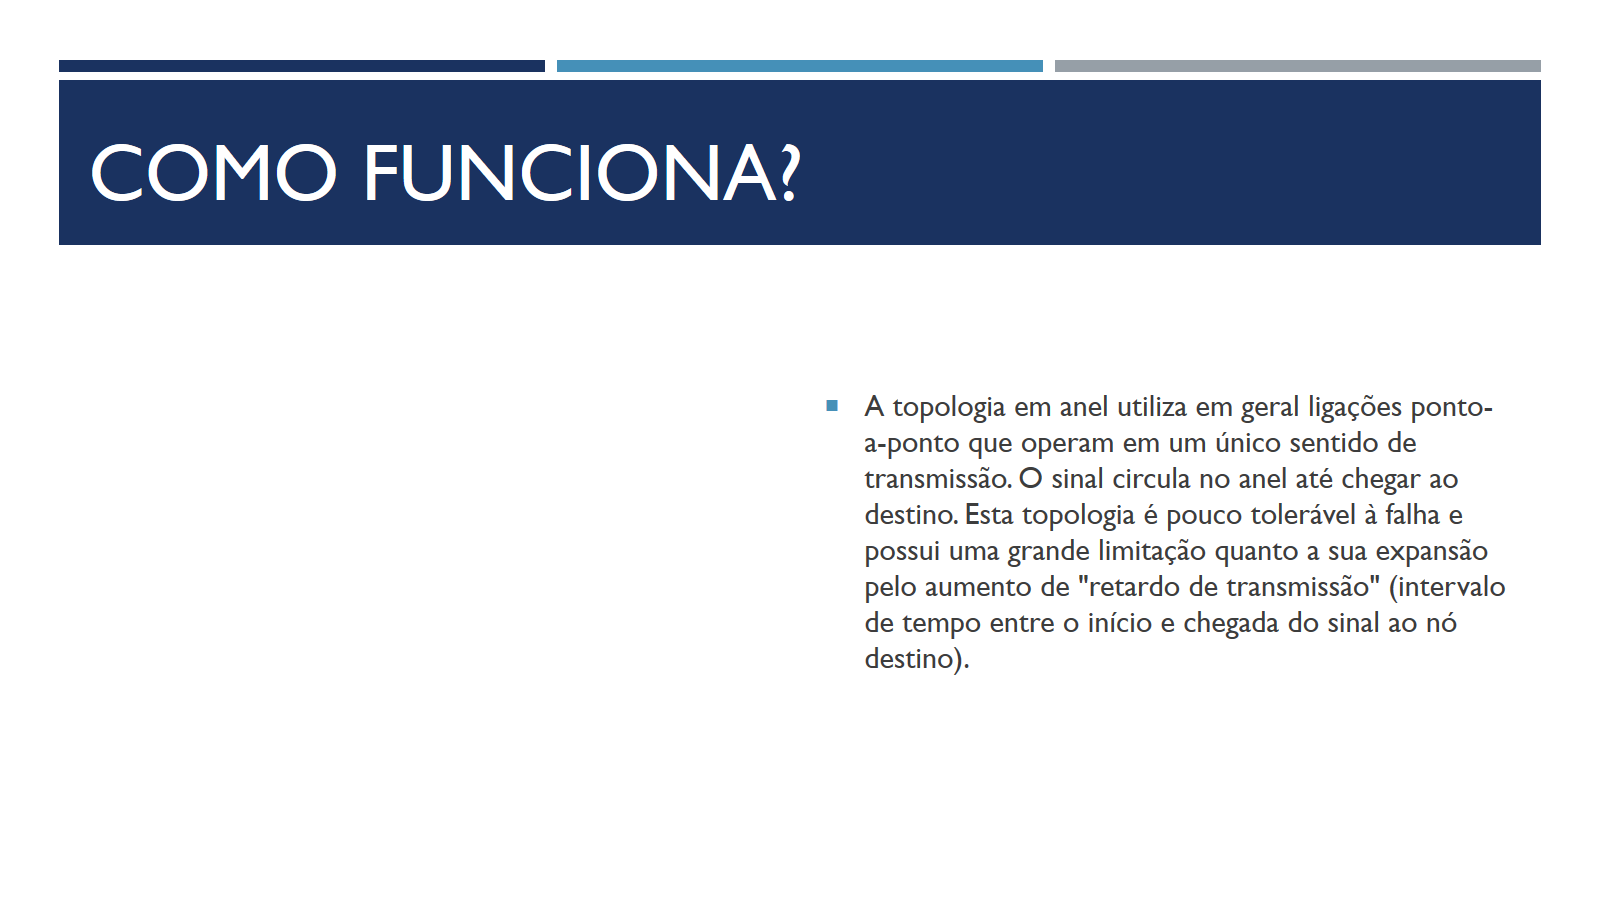 COMO FUNCIONA?
A topologia em anel utiliza em geral ligações ponto-
a-ponto que operam em um único sentido de
transmissão. O sinal circula no anel até chegar ao
destino. Esta topologia é pouco tolerável à falha e
possui uma grande limitação quanto a sua expansão
pelo aumento de "retardo de transmissão" (intervalo
de tempo entre o início e chegada do sinal ao nó
destino).